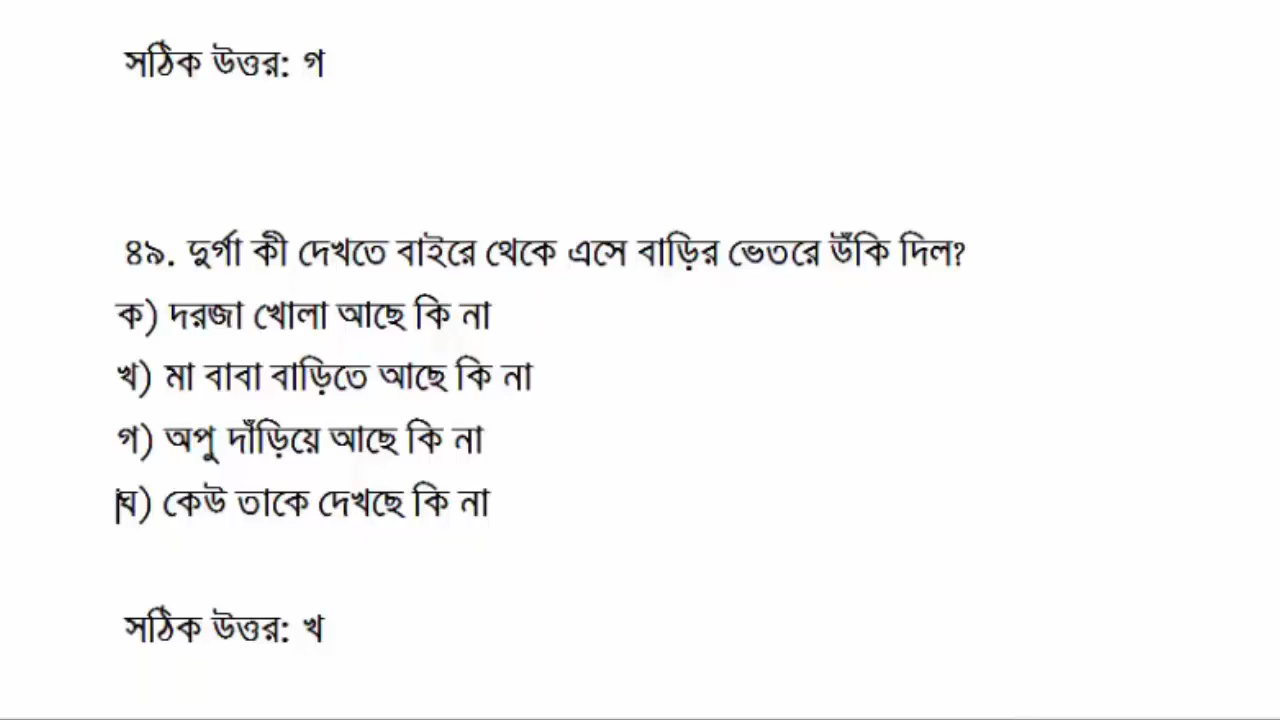 সঠিক উত্তর: গ
৪৯. দুর্গা কী দেখতে বাইরে থেকে এসে বাড়ির ভেতরে উঁকি দিল?
ক) দরজা খোলা আছে কি না
খ) মা বাবা বাড়িতে আছে কি না
গ) অপু দাঁড়িয়ে আছে কি না
ঘ) কেউ তাকে দেখছে কি না
সঠিক উত্তর: খ